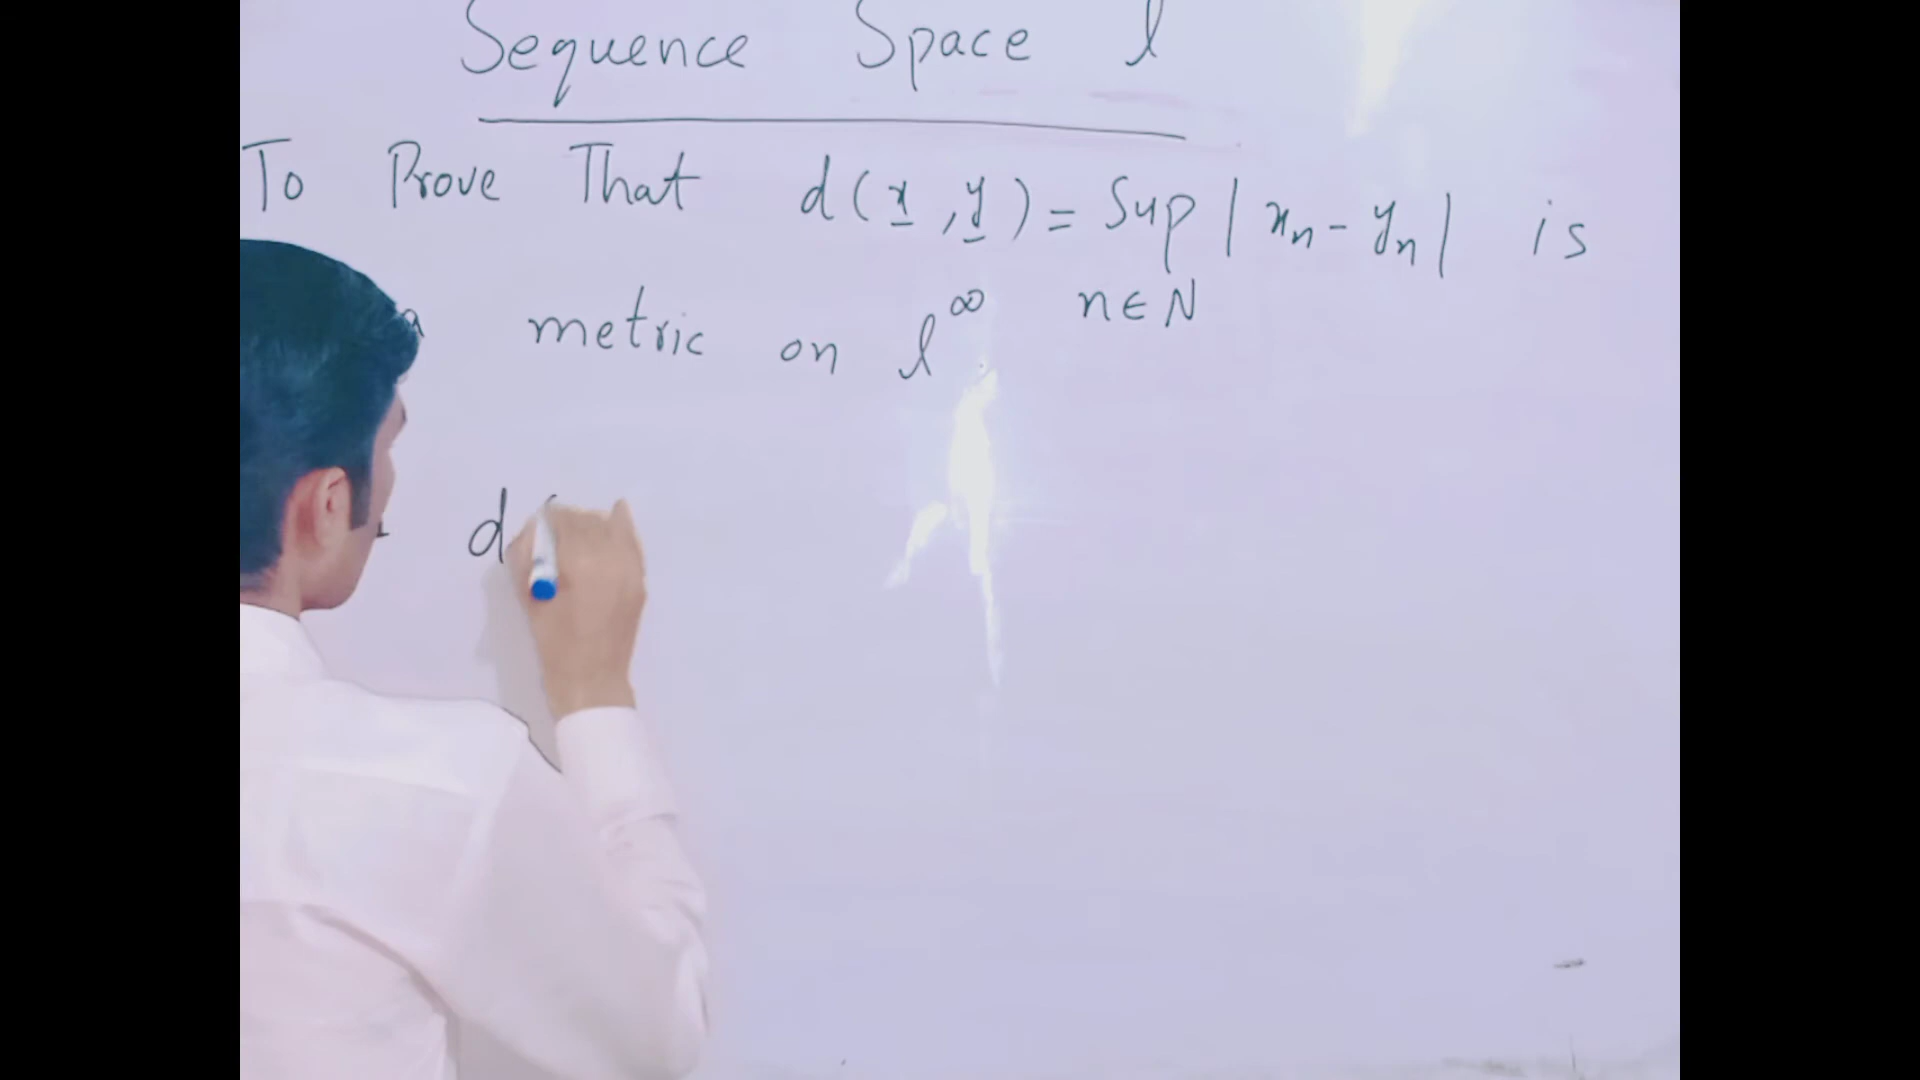 Sequence Space l
To Prove That d(x, y) = Sup | xn - yn | is
n∈N
a metric on l∞
d(